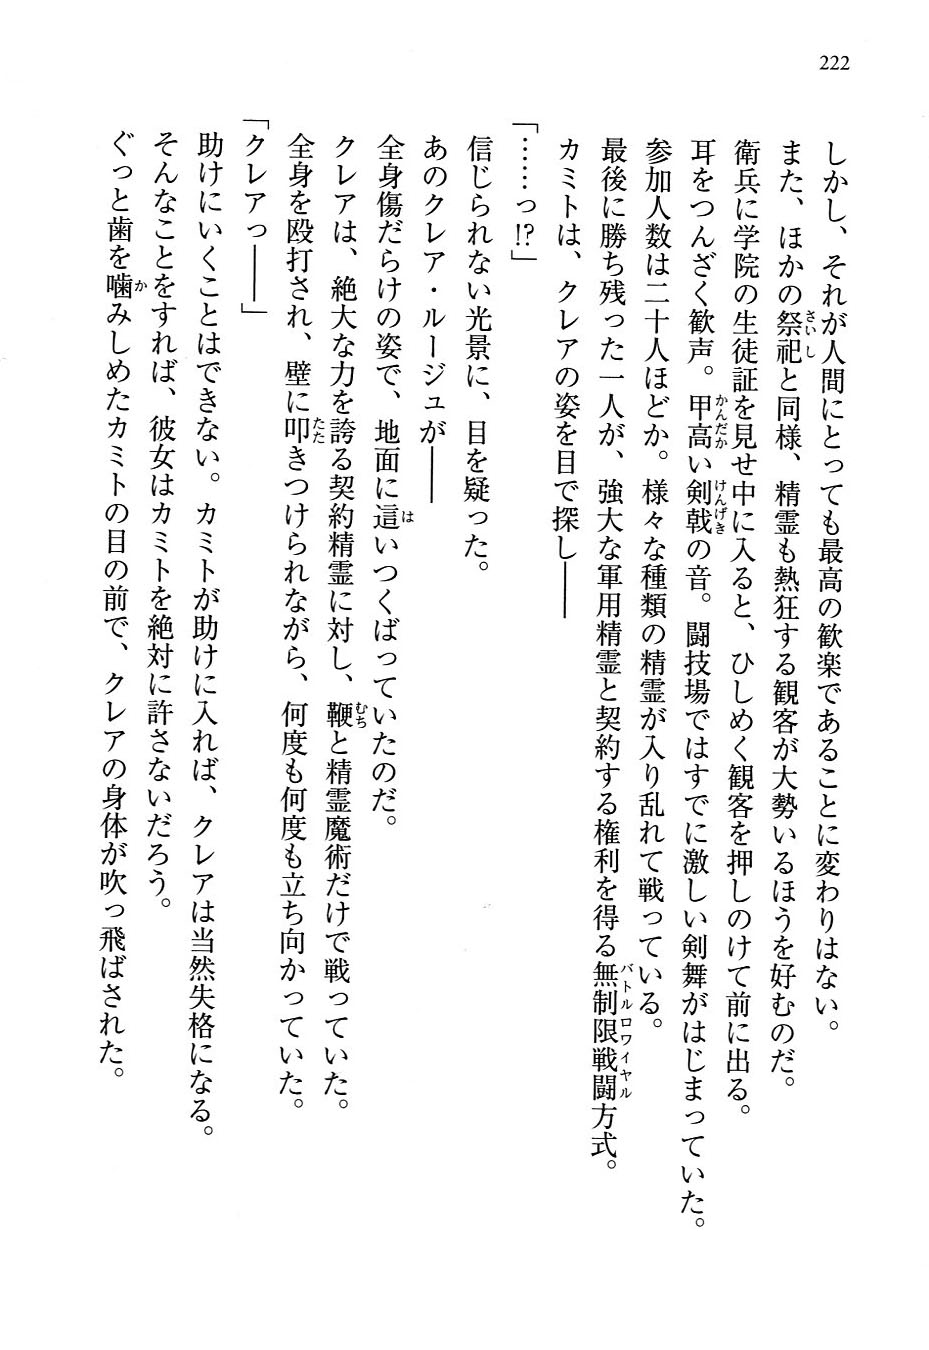 222
しかし、それが人間にとっても最高の歓楽であることに変わりはない。
また、ほかの祭祀と同様、精霊も熱狂する観客が大勢いるほうを好むのだ。
衛兵に学院の生徒証を見せ中に入ると、ひしめく観客を押しのけて前に出る。
耳をつんざく歓声。甲高い剣戟の音。闘技場ではすでに激しい剣舞がはじまっていた。
参加人数は二十人ほどか。様々な種類の精霊が入り乱れて戦っている。
最後に勝ち残った一人が、強大な軍用精霊と契約する権利を得る無制限戦闘方式。
カミトは、クレアの姿を目で探し――
「……っ!?」
信じられない光景に、目を疑った。
あのクレア・ルージュが――
全身傷だらけの姿で、地面に這いつくばっていたのだ。
クレアは、絶大な力を誇る契約精霊に対し、鞭と精霊魔術だけで戦っていた。
全身を殴打され、壁に叩きつけられながら、何度も何度も立ち向かっていた。
「クレアっ――」
助けにいくことはできない。カミトが助けに入れば、クレアは当然失格になる。
そんなことをすれば、彼女はカミトを絶対に許さないだろう。
ぐっと歯を噛みしめたカミトの目の前で、クレアの身体が吹っ飛ばされた。